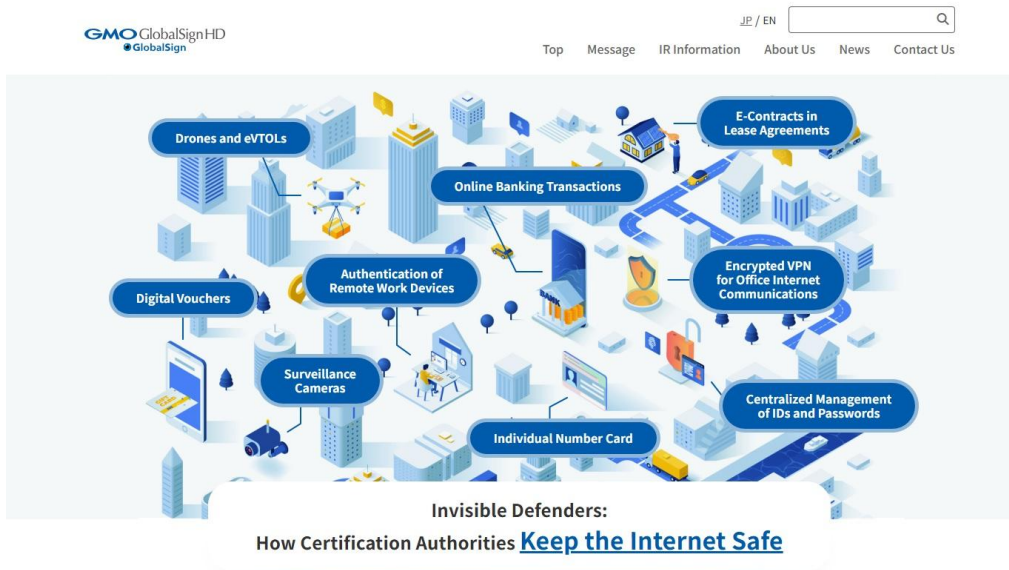 GMO GlobalSign HD
GlobalSign
JP / EN
Top Message IR Information About Us News Contact Us
Drones and eVTOLs
E-Contracts in
Lease Agreements
Online Banking Transactions
Authentication of
Remote Work Devices
Encrypted VPN
for Office Internet
Communications
Digital Vouchers
BANK
Surveillance
Cameras
Centralized Management
of IDs and Passwords
Individual Number Card
Invisible Defenders:
How Certification Authorities Keep the Internet Safe